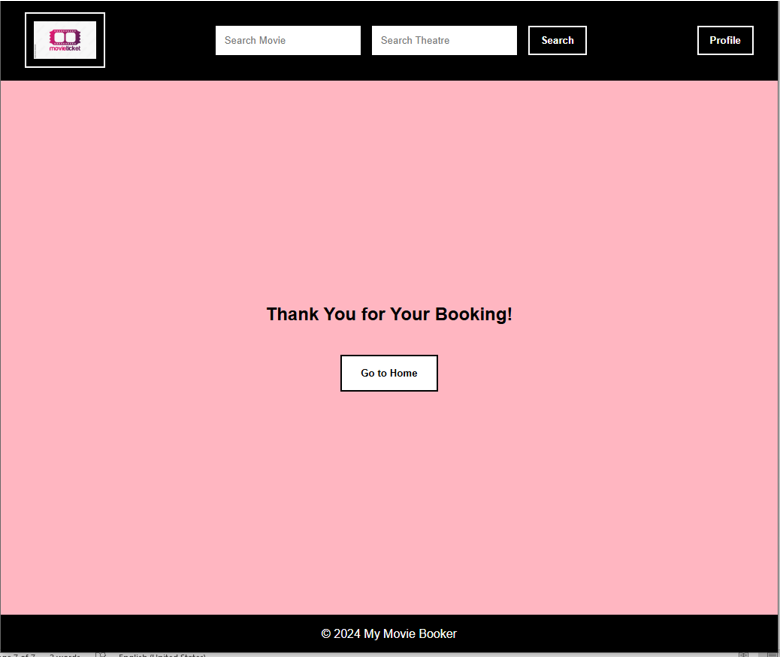 movieticket
Search Movie
Search Theatre
Search
Profile
Thank You for Your Booking!
Go to Home
© 2024 My Movie Booker